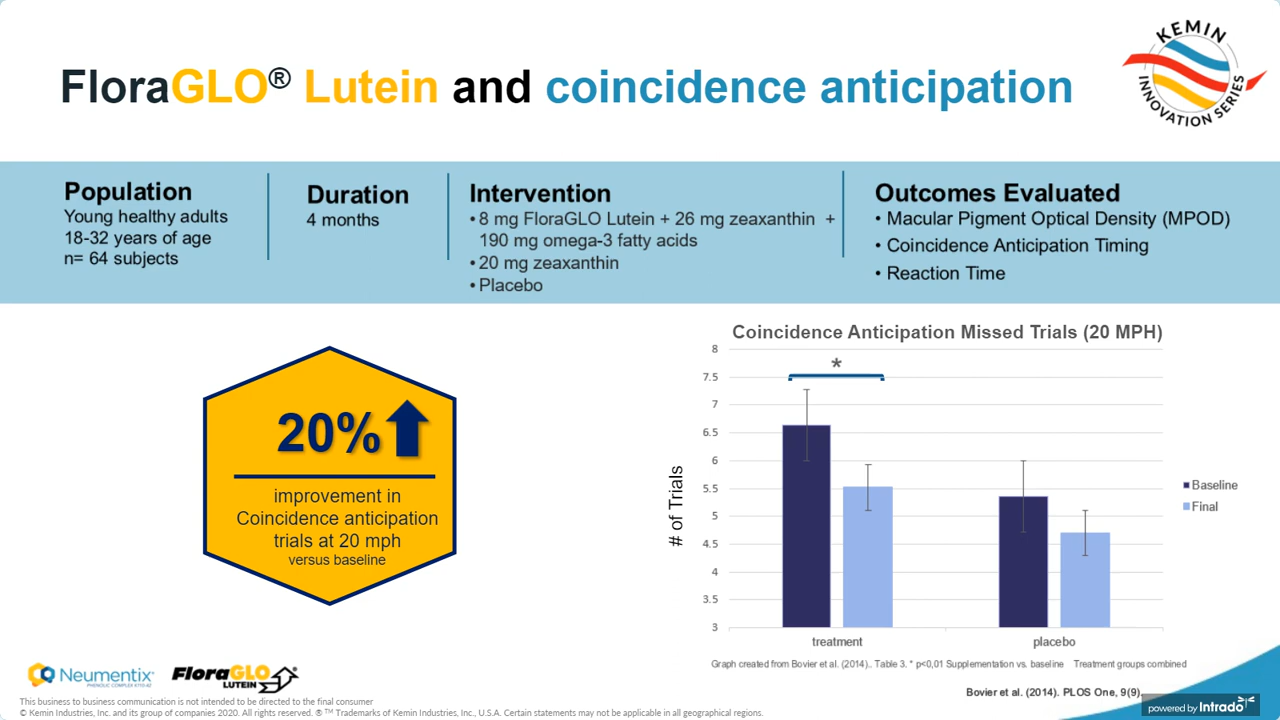 KEMIN
INNOVATION SERIES
FloraGLO® Lutein and coincidence anticipation
Population
Young healthy adults
18-32 years of age
n= 64 subjects
Duration
4 months
Intervention
• 8 mg FloraGLO Lutein + 26 mg zeaxanthin +
190 mg omega-3 fatty acids
• 20 mg zeaxanthin
• Placebo
Outcomes Evaluated
• Macular Pigment Optical Density (MPOD)
• Coincidence Anticipation Timing
• Reaction Time
20%
improvement in
Coincidence anticipation
trials at 20 mph
versus baseline
Coincidence Anticipation Missed Trials (20 MPH)
# of Trials
8
7.5
7
6.5
6
5.5
5
4.5
4
3.5
3
*
treatment
placebo
Baseline
Final
Graph created from Bovier et al. (2014).. Table 3. * p<0,01 Supplementation vs. baseline Treatment groups combined
Bovier et al. (2014). PLOS One, 9(9).
Neumentix
PHENOLIC COMPLEX K110-42
FloraGLO
LUTEIN
This business to business communication is not intended to be directed to the final consumer
© Kemin Industries, Inc. and its group of companies 2020. All rights reserved. ® ™ Trademarks of Kemin Industries, Inc., U.S.A. Certain statements may not be applicable in all geographical regions.
powered by Intrado